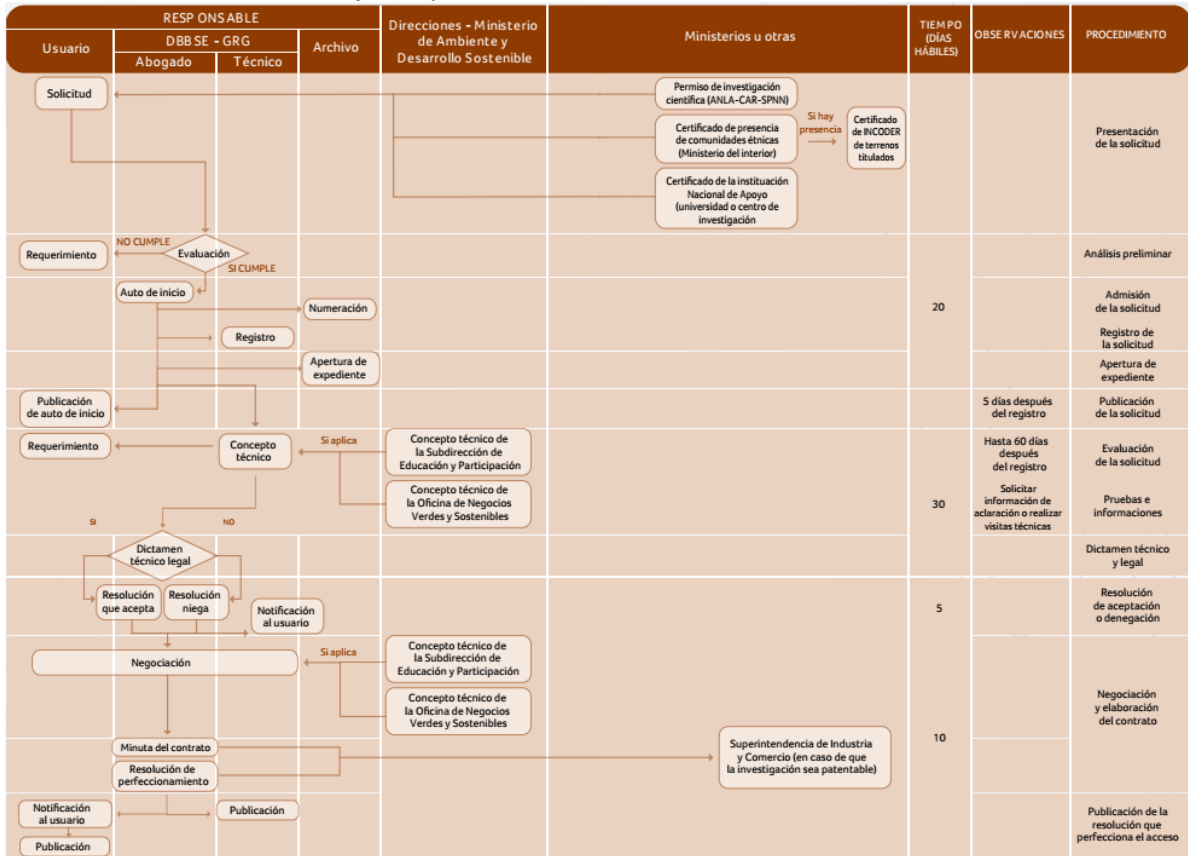 RESPONSABLE
Usuario
DBBSE - GRG
Abogado
Técnico
Archivo
Direcciones - Ministerio
de Ambiente y
Desarrollo Sostenible
Ministerios u otras
TIEMPO
(DÍAS
HÁBILES)
OBSERVACIONES
PROCEDIMIENTO
Solicitud
Permiso de investigación
científica (ANLA-CAR-SPNN)
Certificado de presencia
de comunidades étnicas
(Ministerio del interior)
Si hay
presencia
Certificado
de INCODER
de terrenos
titulados
Certificado de la instituación
Nacional de Apoyo
(universidad o centro de
investigación
Presentación
de la solicitud
Requerimiento
NO CUMPLE
Evaluación
SI CUMPLE
Análisis preliminar
Auto de inicio
Numeración
Registro
Apertura de
expediente
20
Admisión
de la solicitud
Registro de
la solicitud
Apertura de
expediente
Publicación
de auto de inicio
5 días después
del registro
Publicación
de la solicitud
Requerimiento
Concepto
técnico
Si aplica
Concepto técnico de
la Subdirección de
Educación y Participación
Concepto técnico de
la Oficina de Negocios
Verdes y Sostenibles
30
Hasta 60 días
después
del registro
Solicitar
información de
aclaración o realizar
visitas técnicas
Evaluación
de la solicitud
Pruebas e
informaciones
SI
NO
Dictamen
técnico legal
Dictamen técnico
y legal
Resolución
que acepta
Resolución
niega
Notificación
al usuario
5
Resolución
de aceptación
o denegación
Negociación
Si aplica
Concepto técnico de
la Subdirección de
Educación y Participación
Concepto técnico de
la Oficina de Negocios
Verdes y Sostenibles
10
Negociación
y elaboración
del contrato
Minuta del contrato
Resolución de
perfeccionamiento
Superintendencia de Industria
y Comercio (en caso de que
la investigación sea patentable)
Notificación
al usuario
Publicación
Publicación
Publicación de la
resolución que
perfecciona el acceso